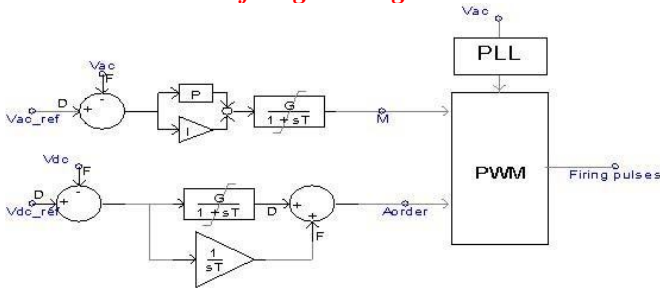 Vac
PLL
Vac
F
D
+
-
Vac_ref
P
I
G
1 + sT
M
PWM
Firing pulses
Vdc
F
D
+
-
Vdc_ref
G
1 + sT
D
+
+
F
Aorder
1
sT